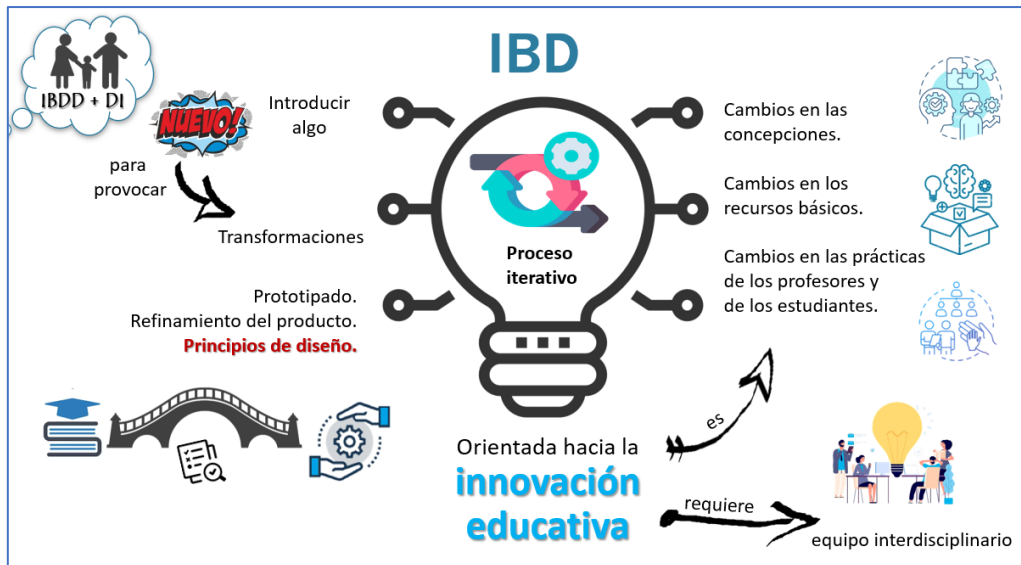 IBD
IBDD + DI
NUEVO!
Introducir
algo
para
provocar
Transformaciones
Prototipado.
Refinamiento del producto.
Principios de diseño.
Proceso
iterativo
Cambios en las
concepciones.
Cambios en los
recursos básicos.
Cambios en las prácticas
de los profesores y
de los estudiantes.
Orientada hacia la
innovación
educativa
es
requiere
equipo interdisciplinario